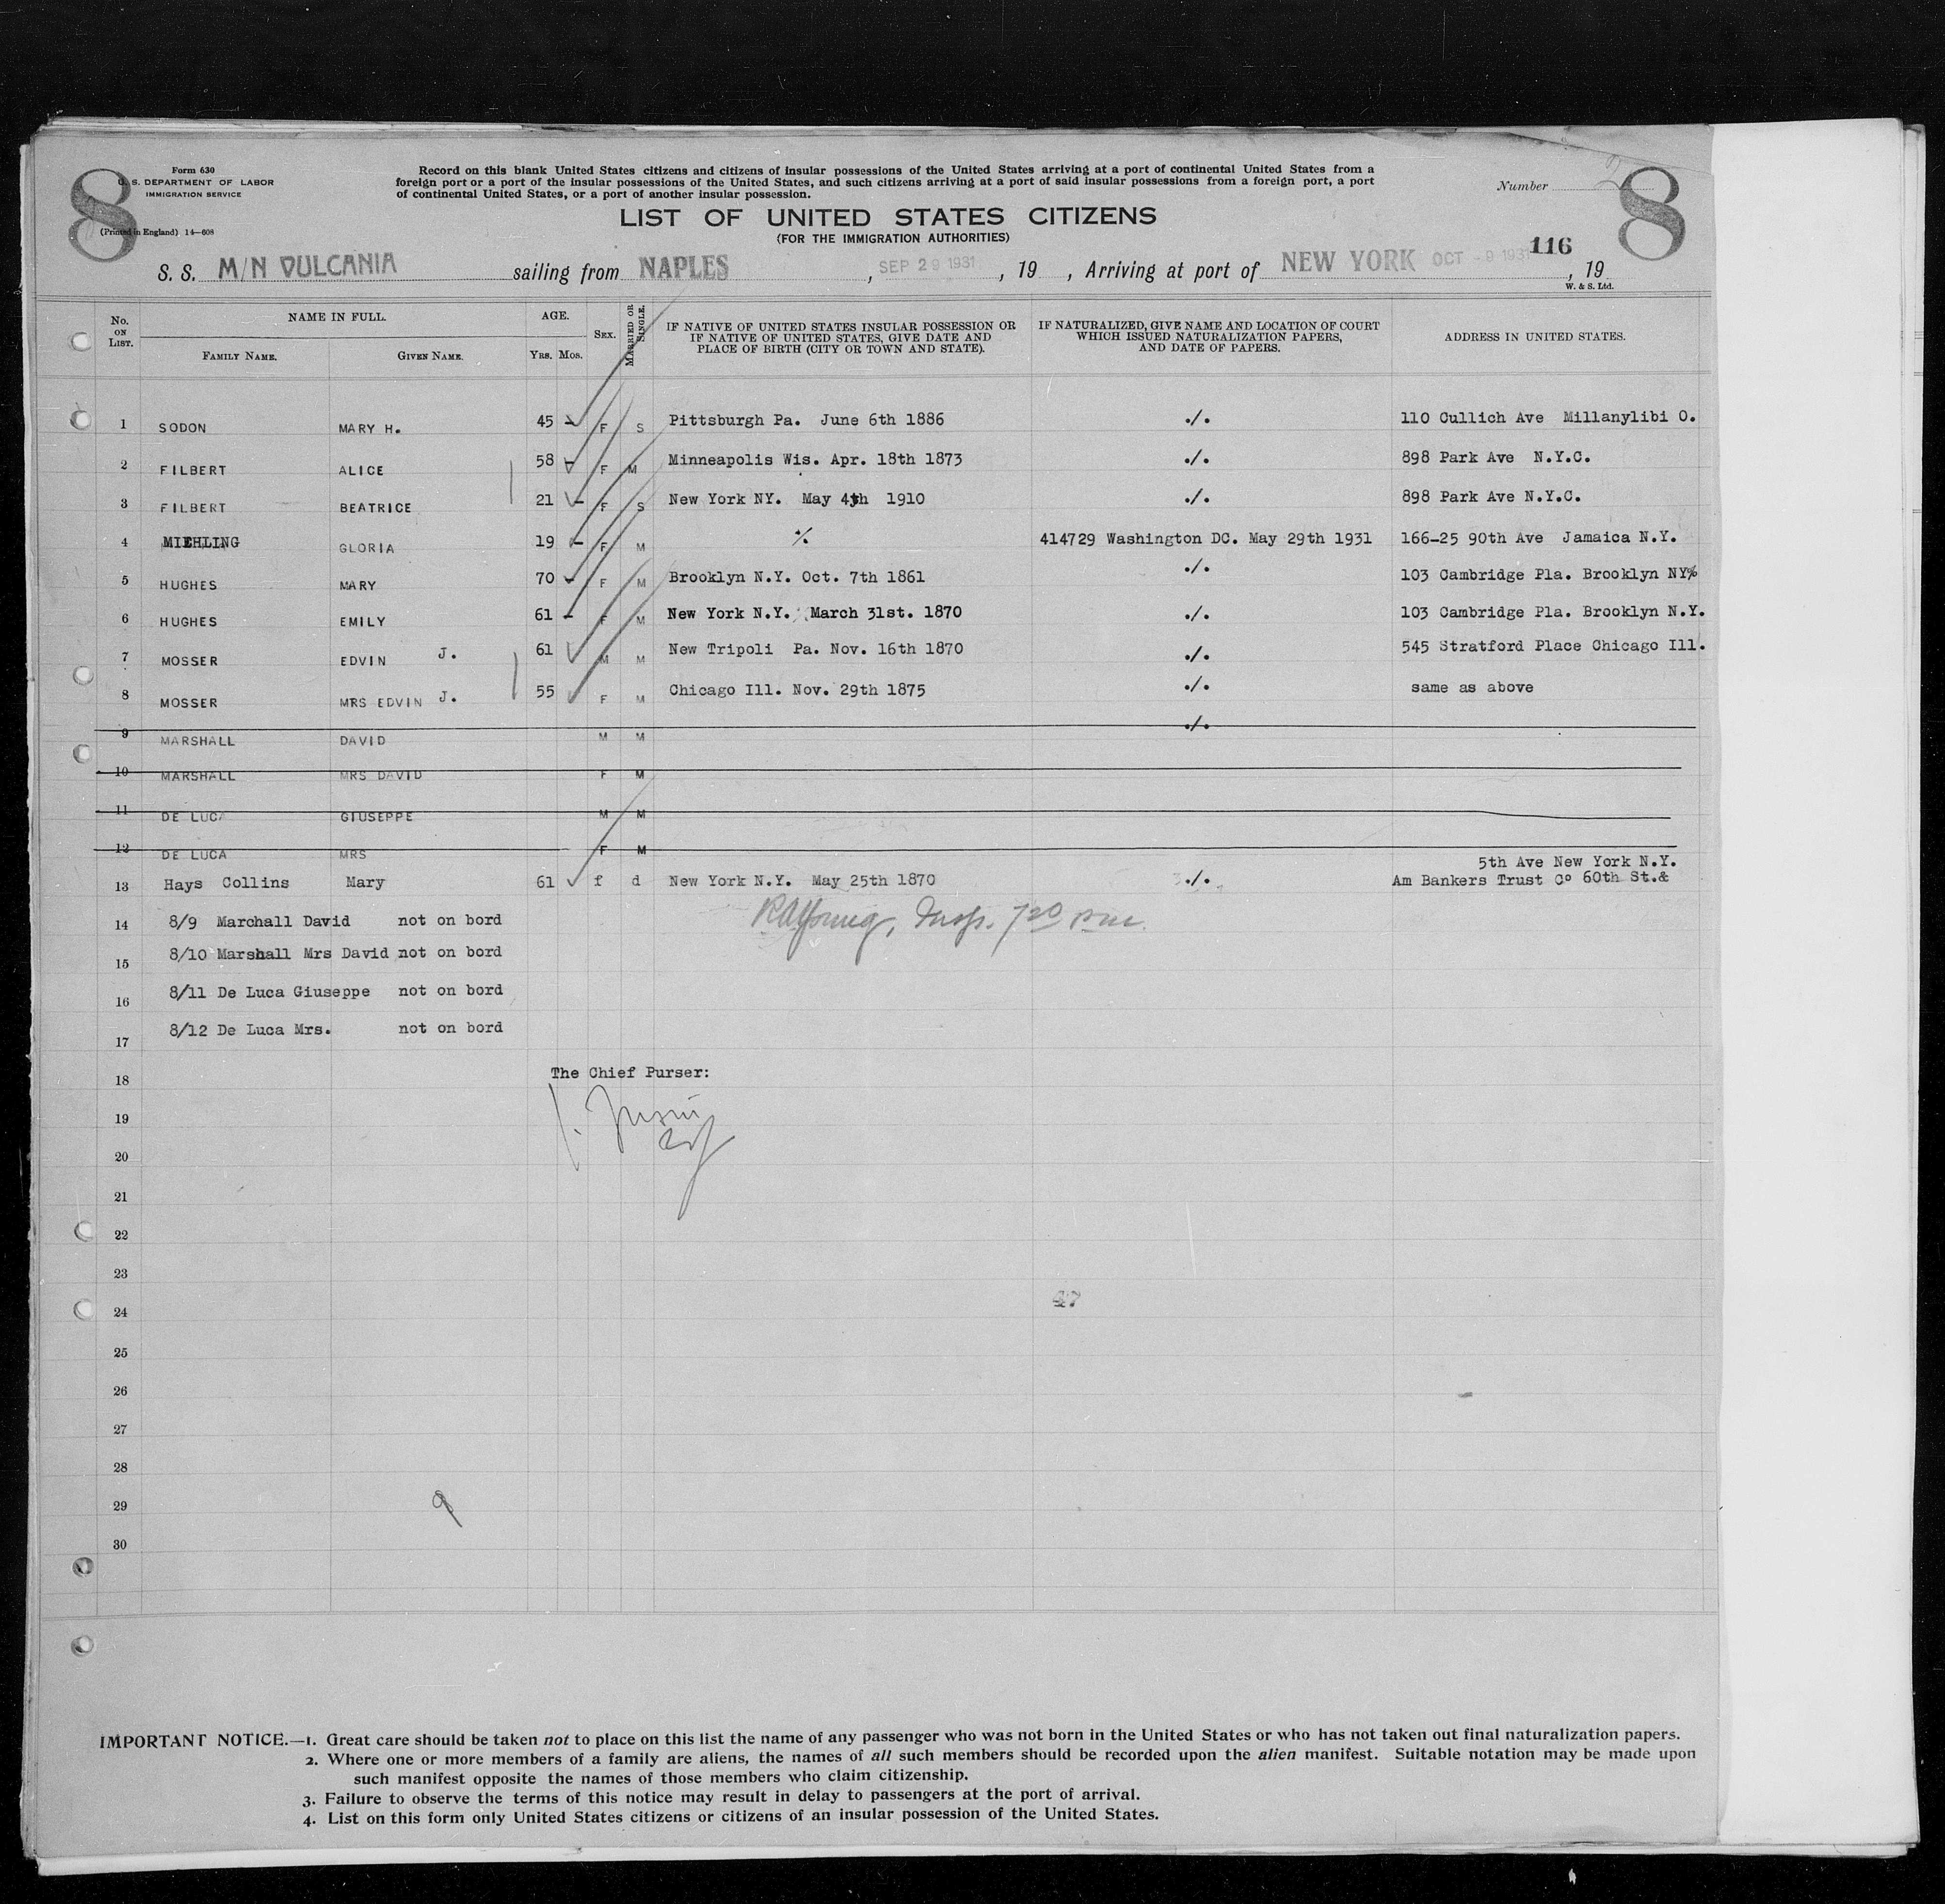 8
Form 630
U. S. DEPARTMENT OF LABOR
IMMIGRATION SERVICE
(Printed in England) 14—608
Record on this blank United States citizens and citizens of insular possessions of the United States arriving at a port of continental United States from a
foreign port or a port of the insular possessions of the United States, and such citizens arriving at a port of said insular possessions from a foreign port, a port
of continental United States, or a port of another insular possession.
Number
8
LIST OF UNITED STATES CITIZENS
(FOR THE IMMIGRATION AUTHORITIES)
116
S. S. M/N VULCANIA sailing from NAPLES, SEP 29 1931, 19 , Arriving at port of NEW YORK OCT -9 1931, 19
W. & S. Ltd.
No. ON LIST. NAME IN FULL. FAMILY NAME. GIVEN NAME. AGE. Yrs. Mos. SEX. MARRIED OR SINGLE. IF NATIVE OF UNITED STATES INSULAR POSSESSION OR IF NATIVE OF UNITED STATES, GIVE DATE AND PLACE OF BIRTH (CITY OR TOWN AND STATE). IF NATURALIZED, GIVE NAME AND LOCATION OF COURT WHICH ISSUED NATURALIZATION PAPERS, AND DATE OF PAPERS. ADDRESS IN UNITED STATES.
1 SODON MARY H. 45 - F S Pittsburgh Pa. June 6th 1886 ./. 110 Cullich Ave Millanylibi O.
2 FILBERT ALICE 58 - F M Minneapolis Wis. Apr. 18th 1873 ./. 898 Park Ave N.Y.C.
3 FILBERT BEATRICE 21 - F S New York NY. May 4th 1910 ./. 898 Park Ave N.Y.C.
4 MIEHLING GLORIA 19 - F M ./. 414729 Washington DC. May 29th 1931 166-25 90th Ave Jamaica N.Y.
5 HUGHES MARY 70 - F M Brooklyn N.Y. Oct. 7th 1861 ./. 103 Cambridge Pla. Brooklyn NY%
6 HUGHES EMILY 61 - F M New York N.Y. March 31st. 1870 ./. 103 Cambridge Pla. Brooklyn N.Y.
7 MOSSER EDVIN J. 61 M M New Tripoli Pa. Nov. 16th 1870 ./. 545 Stratford Place Chicago Ill.
8 MOSSER MRS EDVIN J. 55 F M Chicago Ill. Nov. 29th 1875 ./. same as above
9 MARSHALL DAVID M M ./.
10 MARSHALL MRS DAVID F M
11 DE LUCA GIUSEPPE M M
12 DE LUCA MRS F M
5th Ave New York N.Y.
13 Hays Collins Mary 61 f d New York N.Y. May 25th 1870 ./. Am Bankers Trust Co 60th St.&
14 8/9 Marchall David not on bord Insp. 7 20 pm.
15 8/10 Marshall Mrs David not on bord
16 8/11 De Luca Giuseppe not on bord
17 8/12 De Luca Mrs. not on bord
18 The Chief Purser:
19
20
21
22
23
24 47
25
26
27
28
29 9
30
IMPORTANT NOTICE.—1. Great care should be taken not to place on this list the name of any passenger who was not born in the United States or who has not taken out final naturalization papers.
2. Where one or more members of a family are aliens, the names of all such members should be recorded upon the alien manifest. Suitable notation may be made upon
such manifest opposite the names of those members who claim citizenship.
3. Failure to observe the terms of this notice may result in delay to passengers at the port of arrival.
4. List on this form only United States citizens or citizens of an insular possession of the United States.